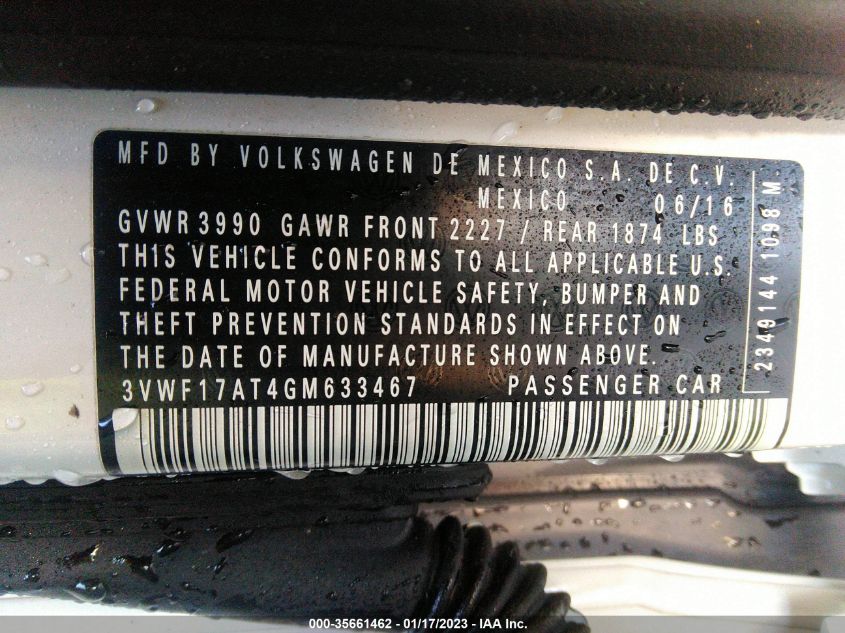 MFD BY VOLKSWAGEN DE MEXICO S.A. DE C.V.
MEXICO 06/16
GVWR 3990 GAWR FRONT 2227 / REAR 1874 LBS
THIS VEHICLE CONFORMS TO ALL APPLICABLE U.S.
FEDERAL MOTOR VEHICLE SAFETY, BUMPER AND
THEFT PREVENTION STANDARDS IN EFFECT ON
THE DATE OF MANUFACTURE SHOWN ABOVE.
3VWF17AT4GM633467 PASSENGER CAR
2349144 1098 M
000-35661462 - 01/17/2023 - IAA Inc.